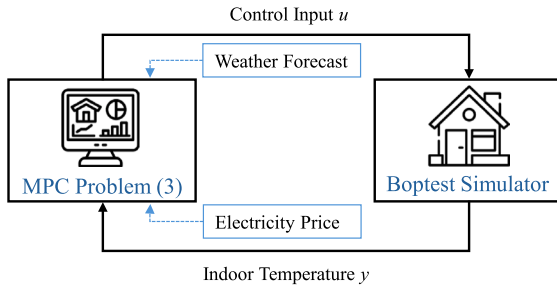 Control Input u
Weather Forecast
MPC Problem (3)
Boptest Simulator
Electricity Price
Indoor Temperature y